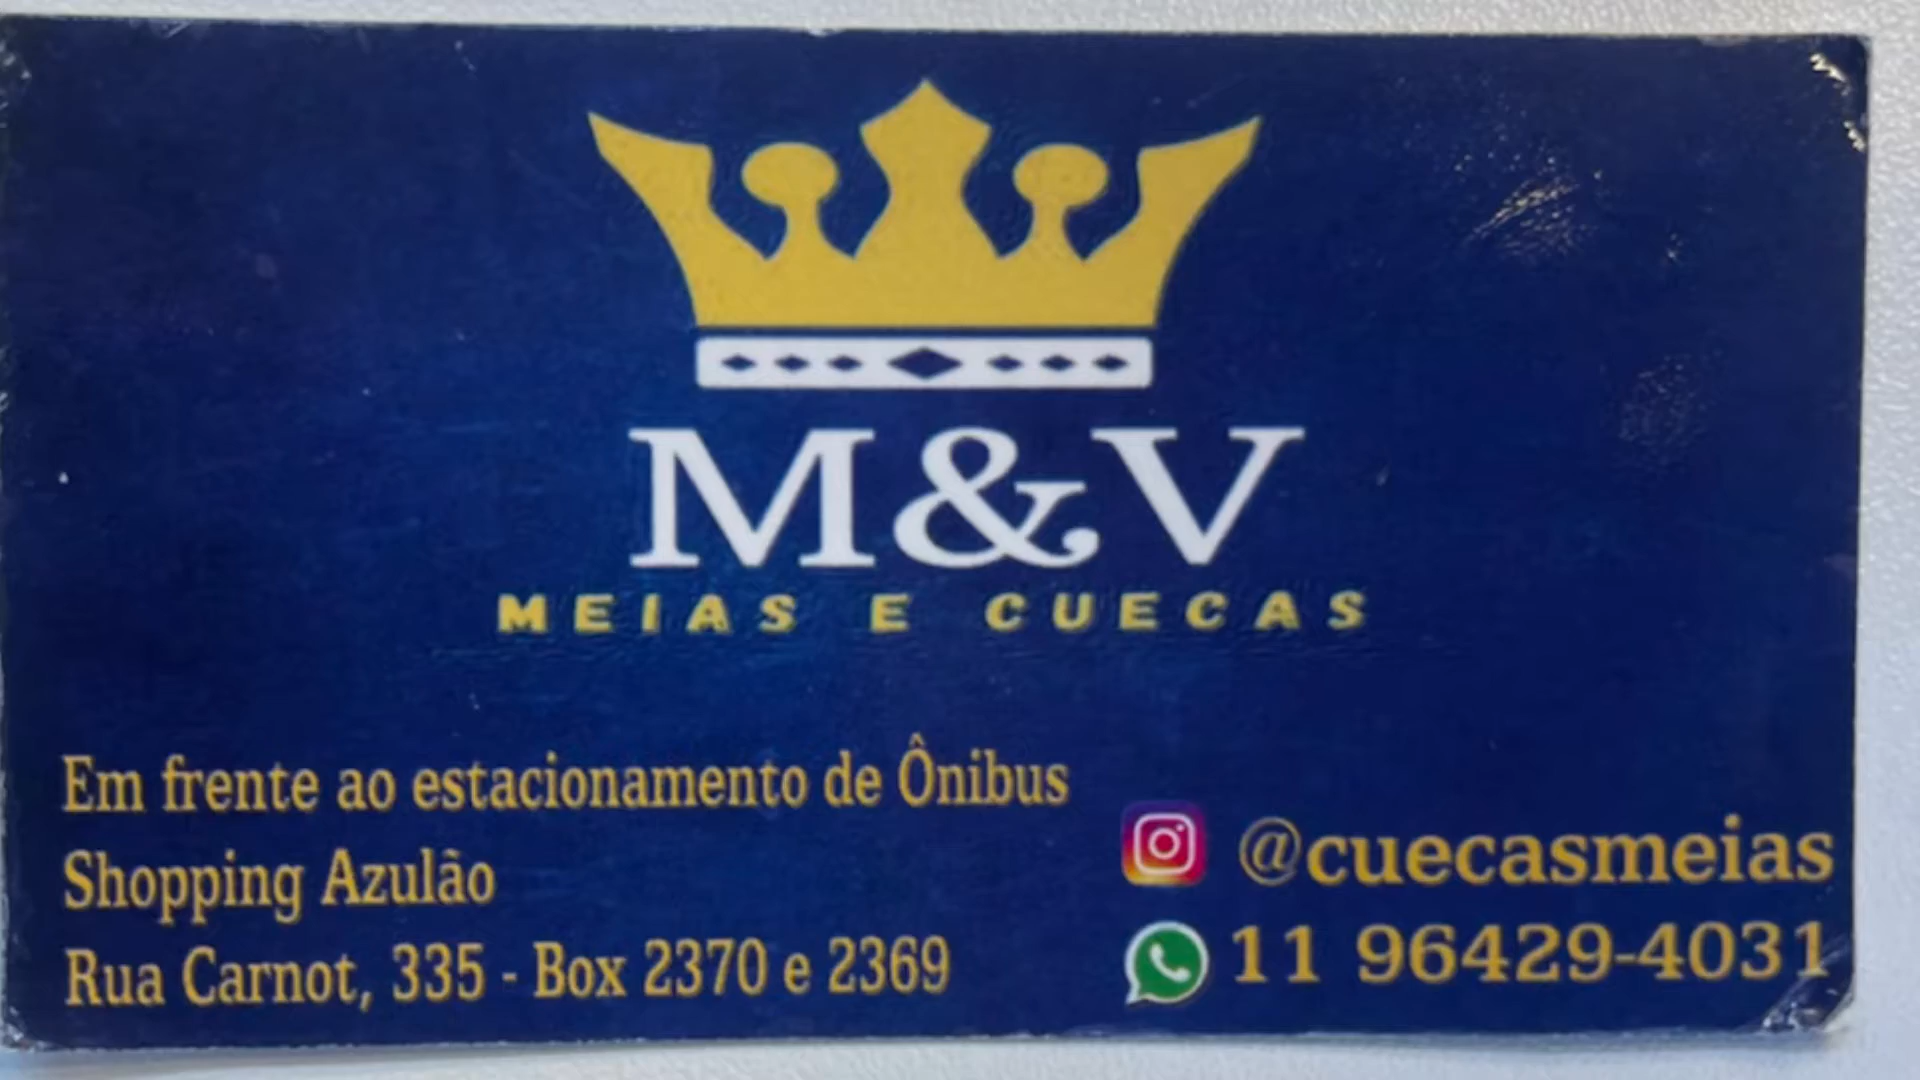 M&V
MEIAS E CUECAS
Em frente ao estacionamento de Ônibus
Shopping Azulão
Rua Carnot, 335 - Box 2370 e 2369
@cuecasmeias
11 96429-4031